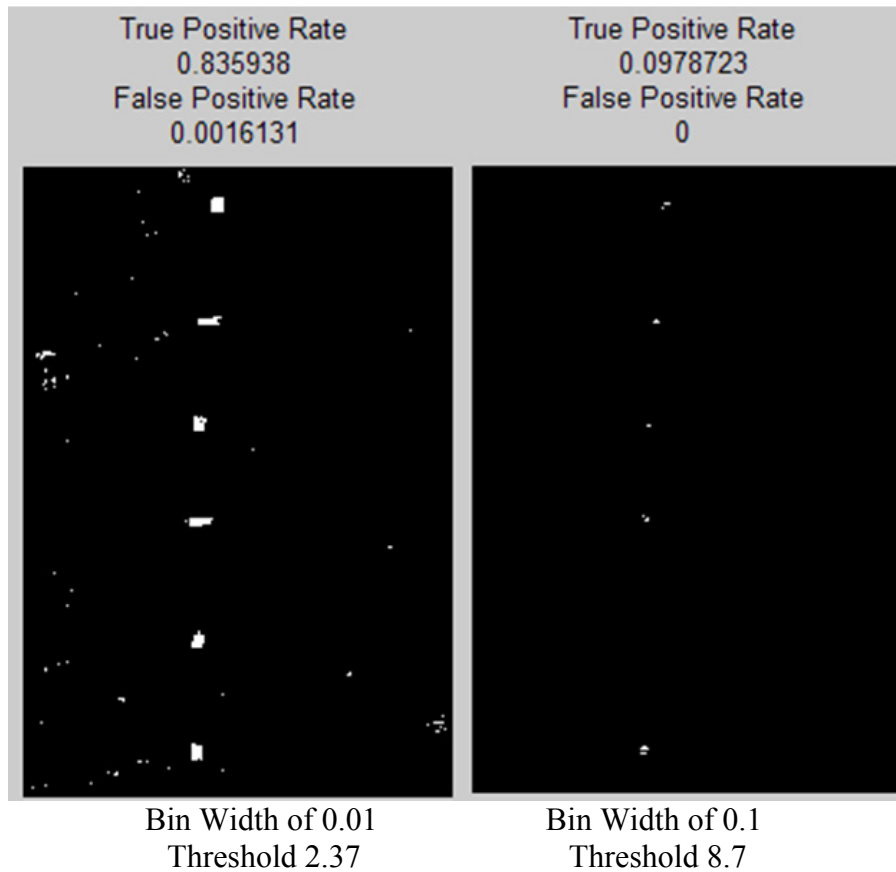 True Positive Rate
0.835938
False Positive Rate
0.0016131
True Positive Rate
0.0978723
False Positive Rate
0
Bin Width of 0.01
Threshold 2.37
Bin Width of 0.1
Threshold 8.7